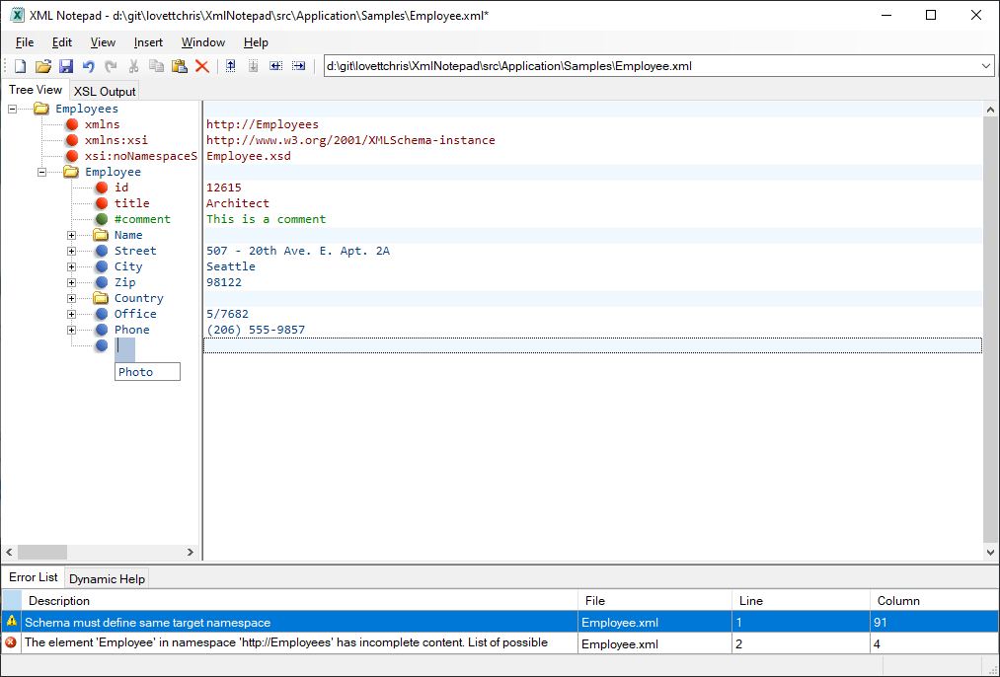 XML Notepad - d:\git\lovettchris\XmlNotepad\src\Application\Samples\Employee.xml*
File Edit View Insert Window Help
d:\git\lovettchris\XmlNotepad\src\Application\Samples\Employee.xml
Tree View XSL Output
Employees
xmlns http://Employees
xmlns:xsi http://www.w3.org/2001/XMLSchema-instance
xsi:noNamespaceS Employee.xsd
Employee
id 12615
title Architect
#comment This is a comment
Name
Street 507 - 20th Ave. E. Apt. 2A
City Seattle
Zip 98122
Country
Office 5/7682
Phone (206) 555-9857
Photo
Error List Dynamic Help
Description File Line Column
Schema must define same target namespace Employee.xml 1 91
The element 'Employee' in namespace 'http://Employees' has incomplete content. List of possible Employee.xml 2 4